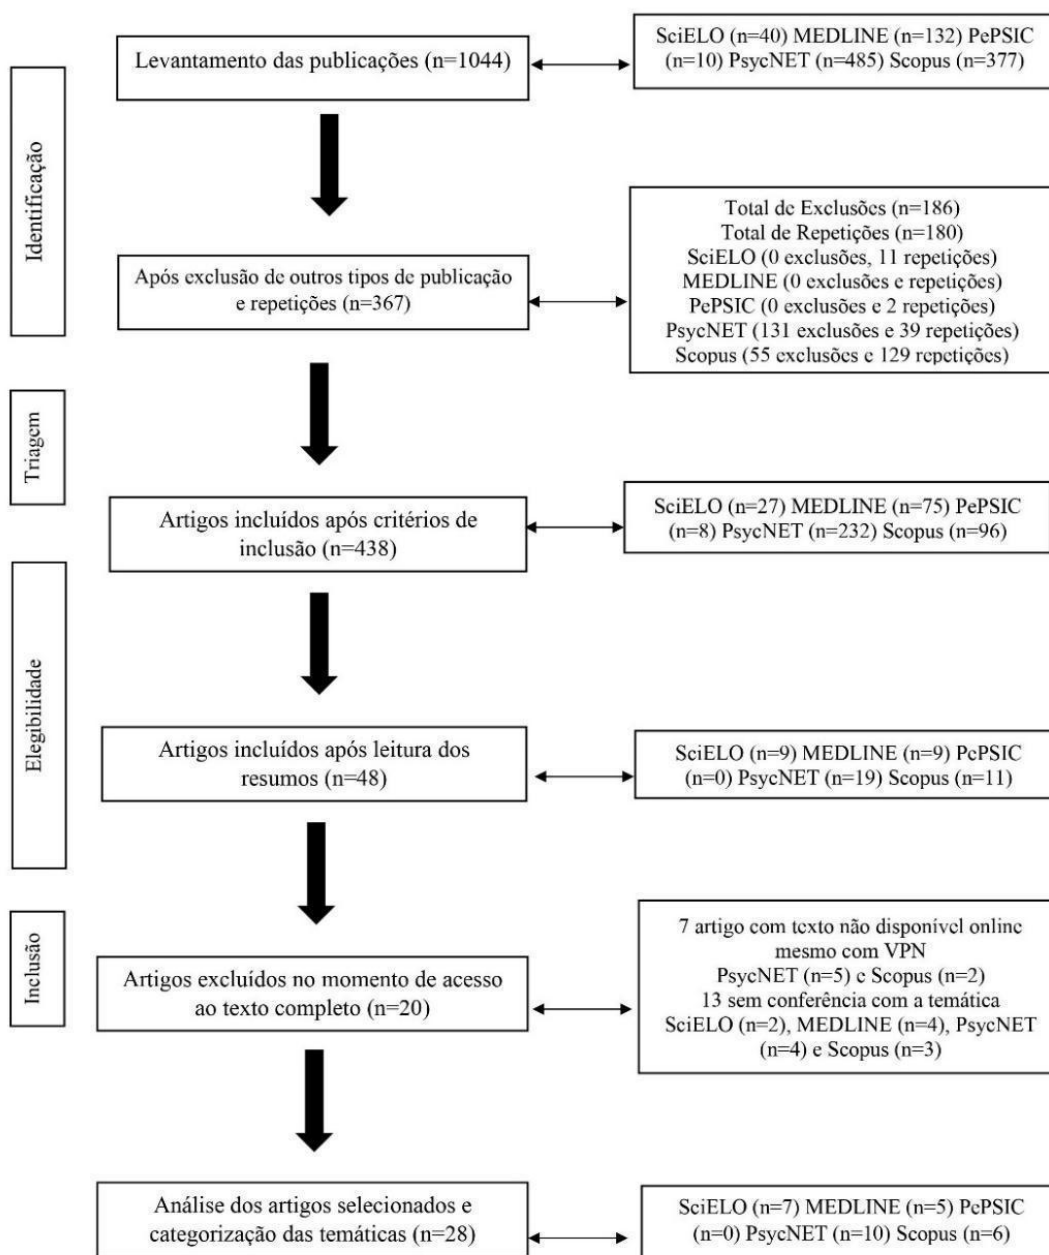 Identificação
Levantamento das publicações (n=1044)
SciELO (n=40) MEDLINE (n=132) PePSIC
(n=10) PsycNET (n=485) Scopus (n=377)
Após exclusão de outros tipos de publicação
e repetições (n=367)
Total de Exclusões (n=186)
Total de Repetições (n=180)
SciELO (0 exclusões, 11 repetições)
MEDLINE (0 exclusões e repetições)
PePSIC (0 exclusões e 2 repetições)
PsycNET (131 exclusões e 39 repetições)
Scopus (55 exclusões e 129 repetições)
Triagem
Artigos incluídos após critérios de
inclusão (n=438)
SciELO (n=27) MEDLINE (n=75) PePSIC
(n=8) PsycNET (n=232) Scopus (n=96)
Elegibilidade
Artigos incluídos após leitura dos
resumos (n=48)
SciELO (n=9) MEDLINE (n=9) PePSIC
(n=0) PsycNET (n=19) Scopus (n=11)
Inclusão
Artigos excluídos no momento de acesso
ao texto completo (n=20)
7 artigo com texto não disponível online
mesmo com VPN
PsycNET (n=5) e Scopus (n=2)
13 sem conferência com a temática
SciELO (n=2), MEDLINE (n=4), PsycNET
(n=4) e Scopus (n=3)
Análise dos artigos selecionados e
categorização das temáticas (n=28)
SciELO (n=7) MEDLINE (n=5) PePSIC
(n=0) PsycNET (n=10) Scopus (n=6)